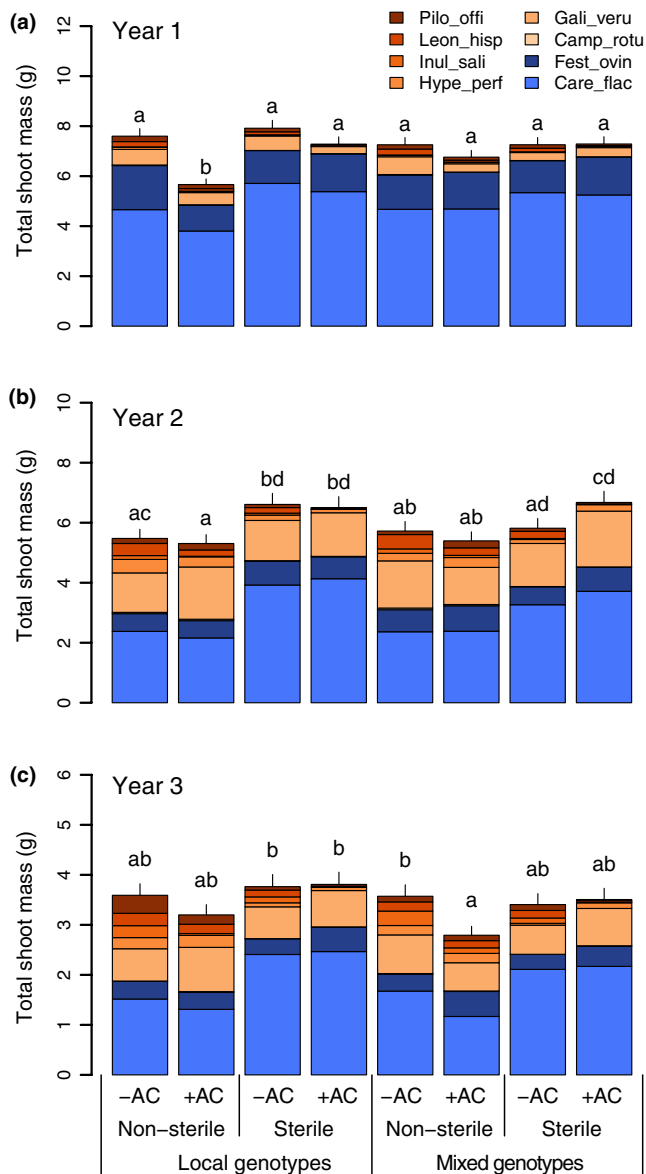 (a) Year 1
Pilo_offi Gali_veru
Leon_hisp Camp_rotu
Inul_sali Fest_ovin
Hype_perf Care_flac
Total shoot mass (g)
12
10
8
6
4
2
0
a b a a a a a a
(b) Year 2
Total shoot mass (g)
10
8
6
4
2
0
ac a bd bd ab ab ad cd
(c) Year 3
Total shoot mass (g)
6
5
4
3
2
1
0
ab ab b b b a ab ab
−AC +AC −AC +AC −AC +AC −AC +AC
Non−sterile Sterile Non−sterile Sterile
Local genotypes Mixed genotypes